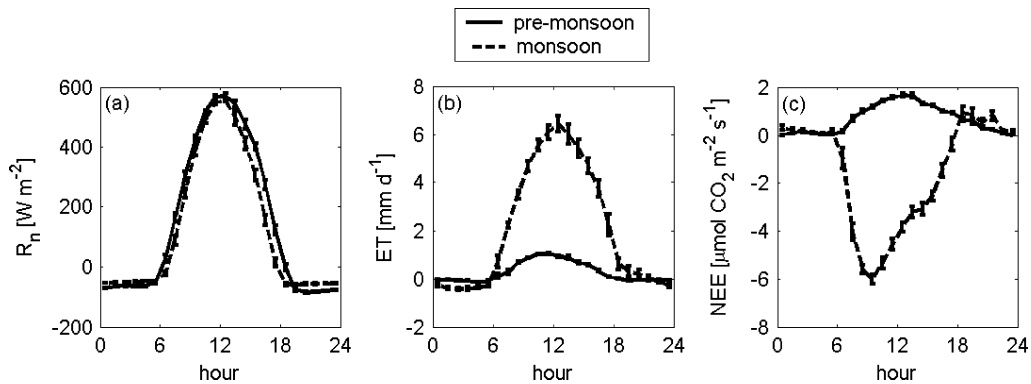 pre-monsoon
monsoon
(a)
600
400
200
0
-200
R_n [W m^-2]
0 6 12 18 24
hour
(b)
8
6
4
2
0
-2
ET [mm d^-1]
0 6 12 18 24
hour
(c)
2
0
-2
-4
-6
-8
NEE [μmol CO_2 m^-2 s^-1]
0 6 12 18 24
hour